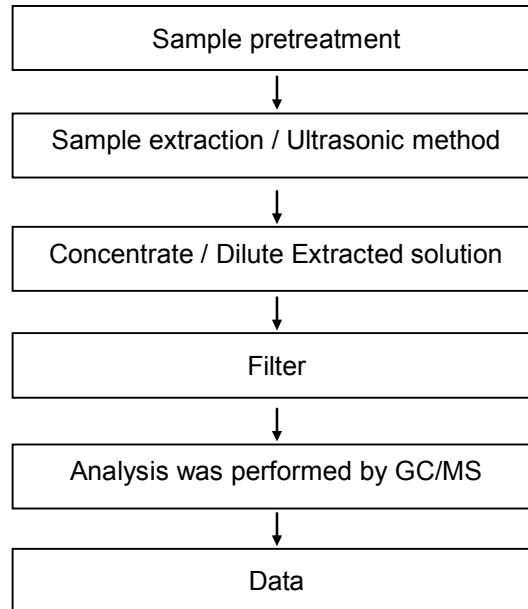 Sample pretreatment
Sample extraction / Ultrasonic method
Concentrate / Dilute Extracted solution
Filter
Analysis was performed by GC/MS
Data